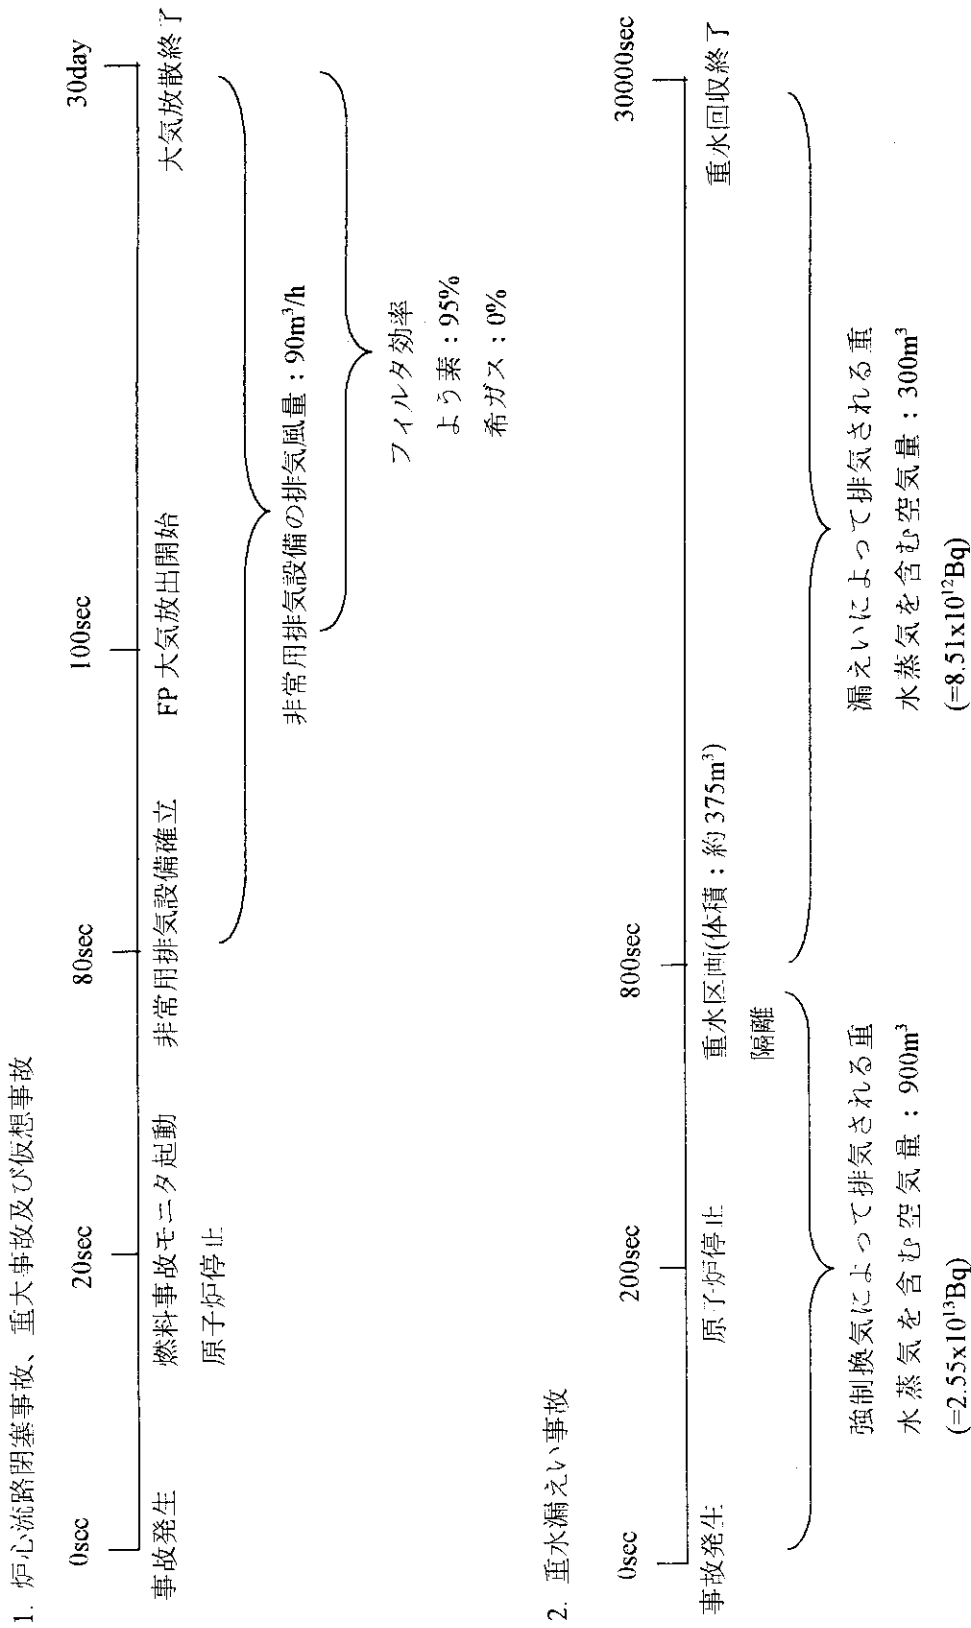 1. 炉心流路閉塞事故、重大事故及び仮想事故
0sec
20sec
80sec
100sec
30day
事故発生
燃料事故モニタ起動
原子炉停止
非常用排気設備確立
FP 大気放出開始
大気放散終了
非常用排気設備の排気風量：90m³/h
フィルタ効率
よう素：95%
希ガス：0%
2. 重水漏えい事故
0sec
200sec
800sec
30000sec
事故発生
原子炉停止
重水区画(体積：約 375m³)
隔離
重水回収終了
強制換気によって排気される重
水蒸気を含む空気量：900m³
(=2.55x10¹³Bq)
漏えいによって排気される重
水蒸気を含む空気量：300m³
(=8.51x10¹²Bq)